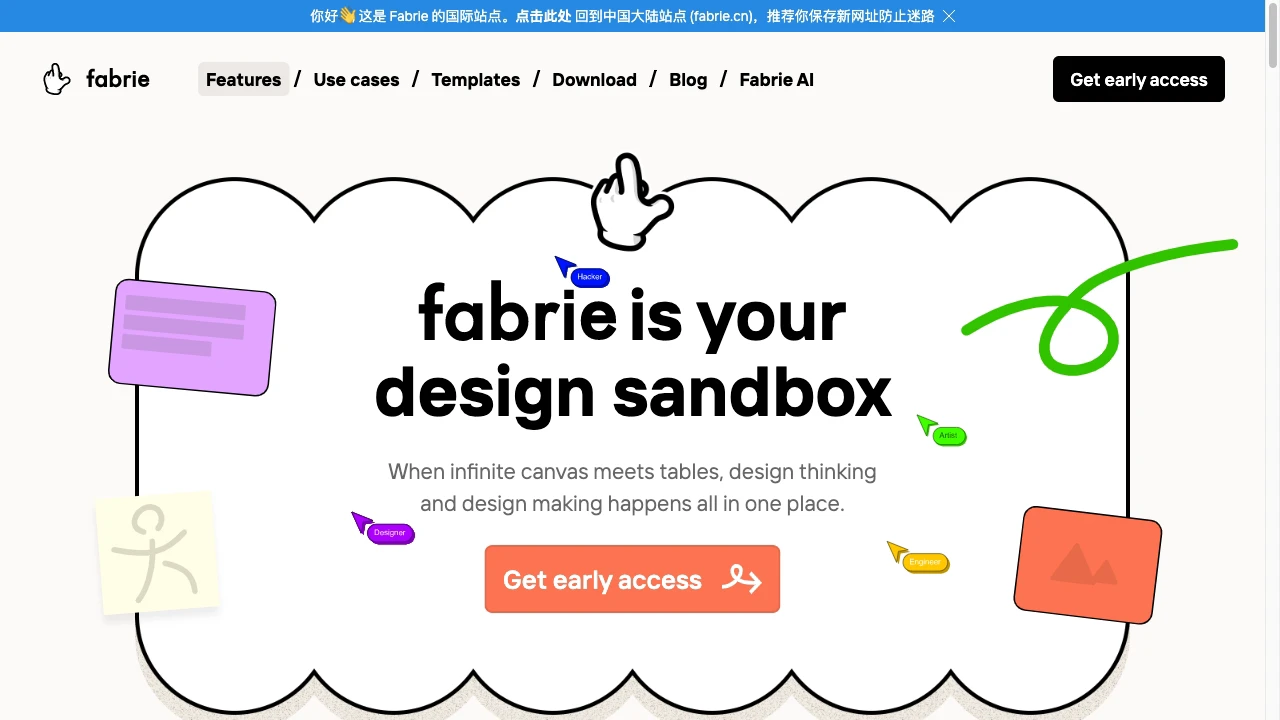 你好👋 这是 Fabrie 的国际站点。点击此处 回到中国大陆站点 (fabrie.cn)，推荐你保存新网址防止迷路
fabrie
Features / Use cases / Templates / Download / Blog / Fabrie AI
Get early access
Hacker
fabrie is your
design sandbox
Artist
When infinite canvas meets tables, design thinking
and design making happens all in one place.
Designer
Engineer
Get early access